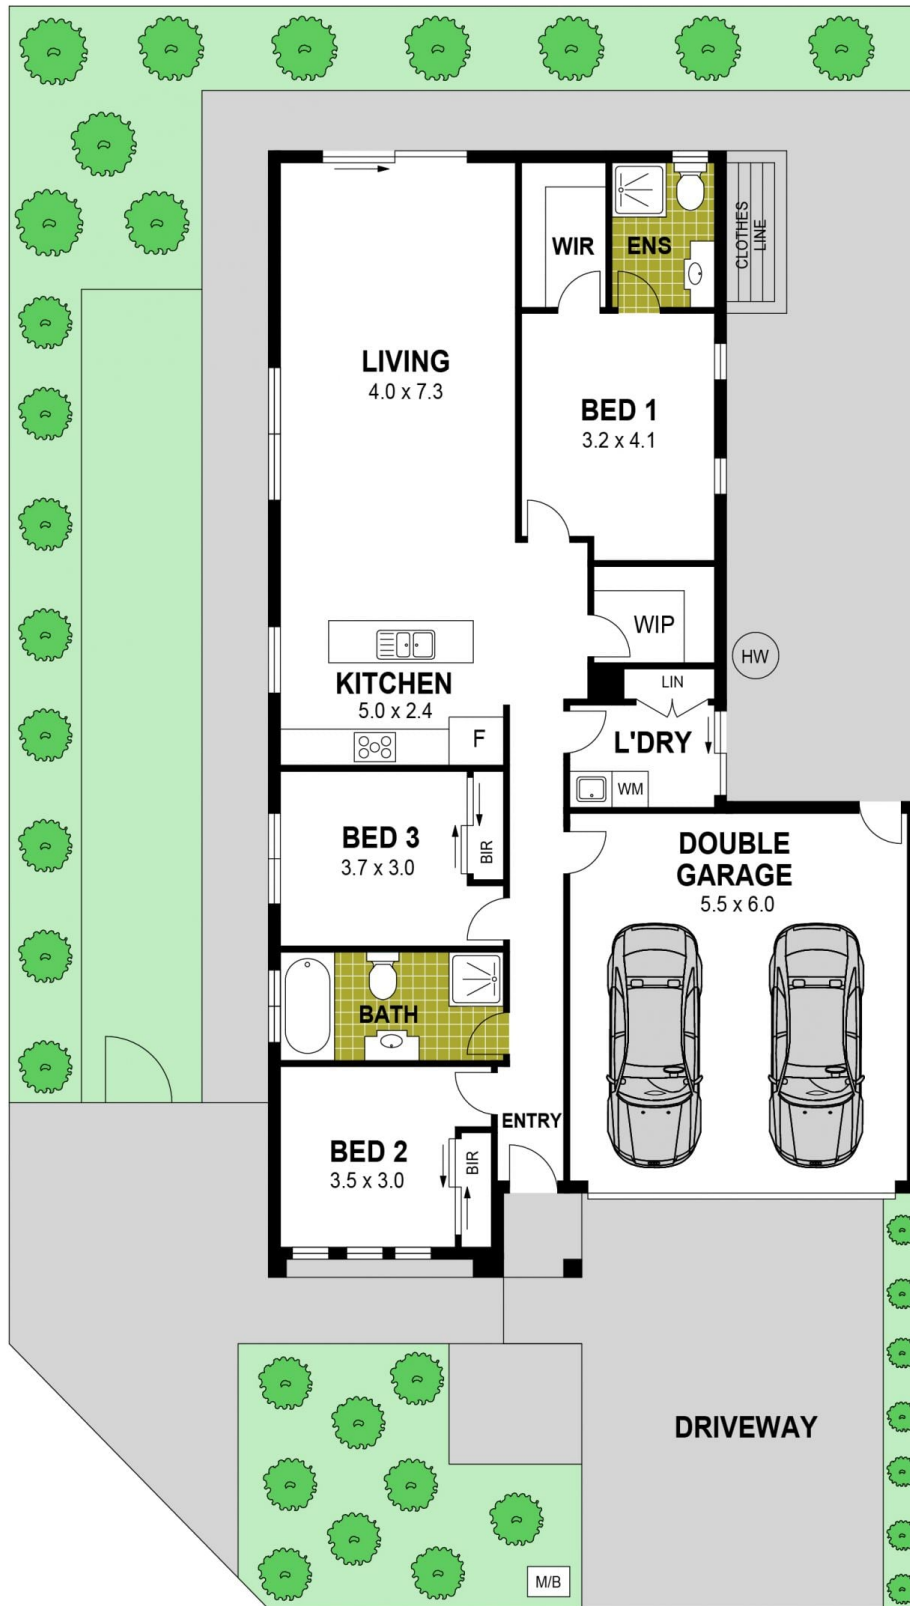 WIR
ENS
CLOTHES
LINE
LIVING
4.0 x 7.3
BED 1
3.2 x 4.1
WIP
HW
KITCHEN
5.0 x 2.4
LIN
F
L'DRY
WM
BED 3
3.7 x 3.0
BIR
DOUBLE
GARAGE
5.5 x 6.0
BATH
ENTRY
BED 2
3.5 x 3.0
BIR
DRIVEWAY
M/B